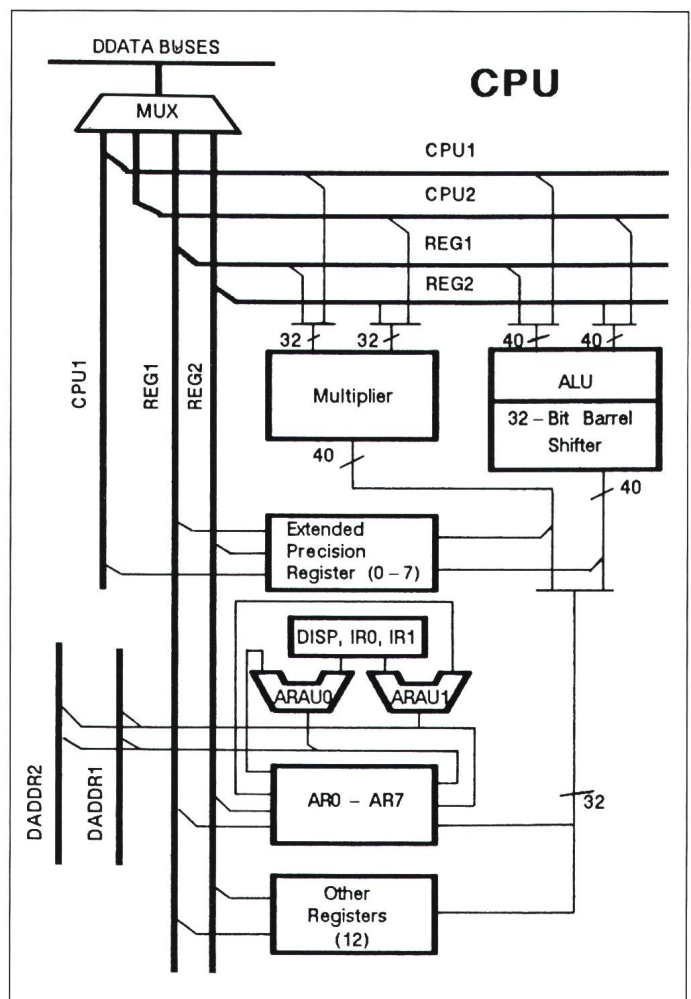 DDATA BUSES
CPU
MUX
CPU1
CPU2
REG1
REG2
32
32
40
40
CPU1
REG1
REG2
Multiplier
ALU
32 – Bit Barrel
Shifter
40
40
Extended
Precision
Register (0 – 7)
DISP, IR0, IR1
ARAU0
ARAU1
DADDR2
DADDR1
AR0 – AR7
32
Other
Registers
(12)